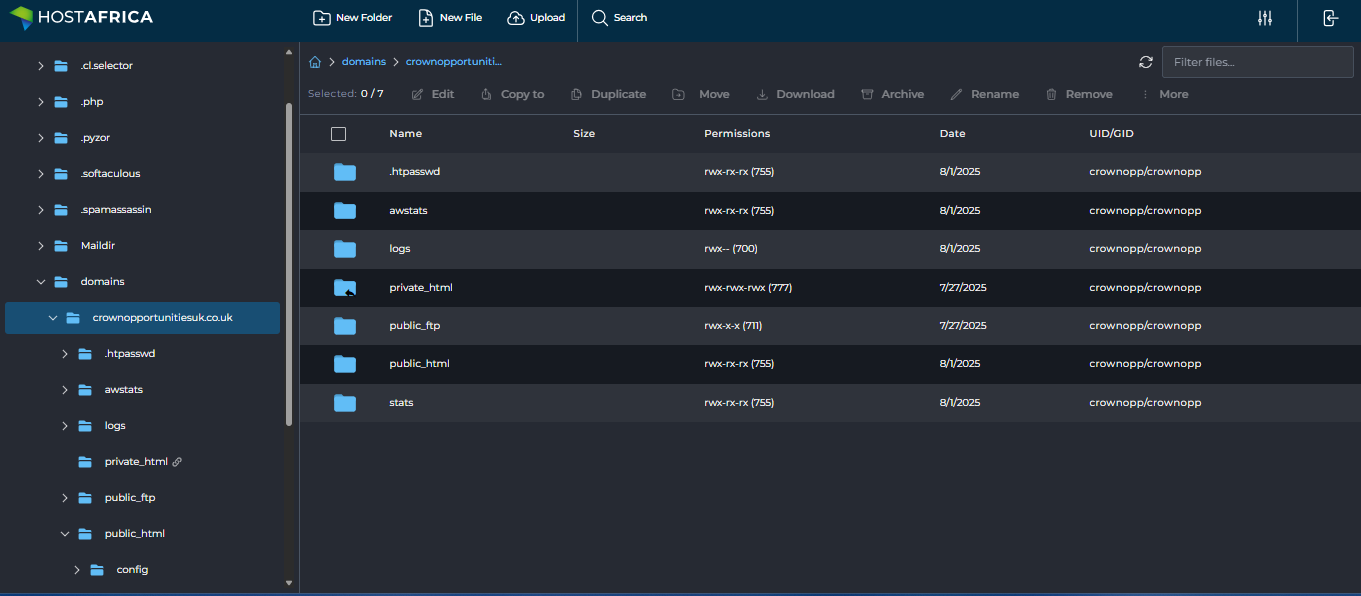 HOSTAFRICA
New Folder
New File
Upload
Search
.cl.selector
.php
.pyzor
.softaculous
.spamassassin
Maildir
domains
crownopportunitiesuk.co.uk
.htpasswd
awstats
logs
private_html
public_ftp
public_html
config
domains
crownopportuniti...
Filter files...
Selected: 0 / 7
Edit
Copy to
Duplicate
Move
Download
Archive
Rename
Remove
More
Name Size Permissions Date UID/GID
.htpasswd rwx-rx-rx (755) 8/1/2025 crownopp/crownopp
awstats rwx-rx-rx (755) 8/1/2025 crownopp/crownopp
logs rwx-- (700) 8/1/2025 crownopp/crownopp
private_html rwx-rwx-rwx (777) 7/27/2025 crownopp/crownopp
public_ftp rwx-x-x (711) 7/27/2025 crownopp/crownopp
public_html rwx-rx-rx (755) 8/1/2025 crownopp/crownopp
stats rwx-rx-rx (755) 8/1/2025 crownopp/crownopp